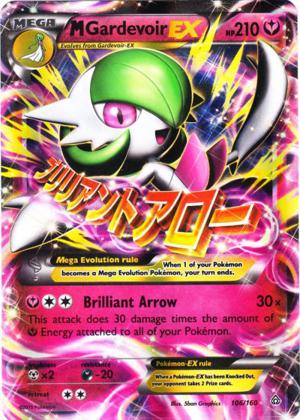 MEGA
M Gardevoir EX HP210
Evolves from Gardevoir-EX
ブリリアントアロー
Mega Evolution rule
When 1 of your Pokémon
becomes a Mega Evolution Pokémon, your turn ends.
Brilliant Arrow 30×
This attack does 30 damage times the amount of
Energy attached to all of your Pokémon.
weakness ×2 resistance -20
retreat
Pokémon-EX rule
When a Pokémon-EX has been Knocked Out,
your opponent takes 2 Prize cards.
Illus. 5ban Graphics 106/160
©2015 Pokémon